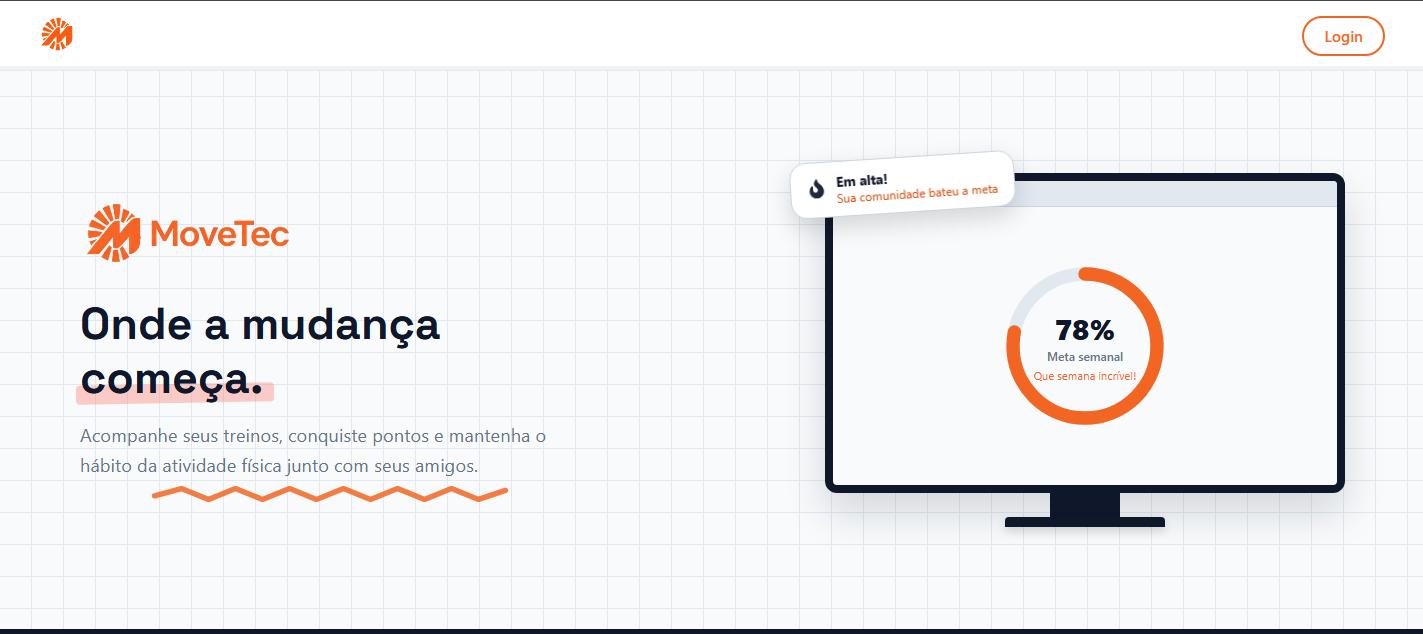 Login
MoveTec
Onde a mudança
começa.
Acompanhe seus treinos, conquiste pontos e mantenha o
hábito da atividade física junto com seus amigos.
Em alta!
Sua comunidade bateu a meta
78%
Meta semanal
Que semana incrível!